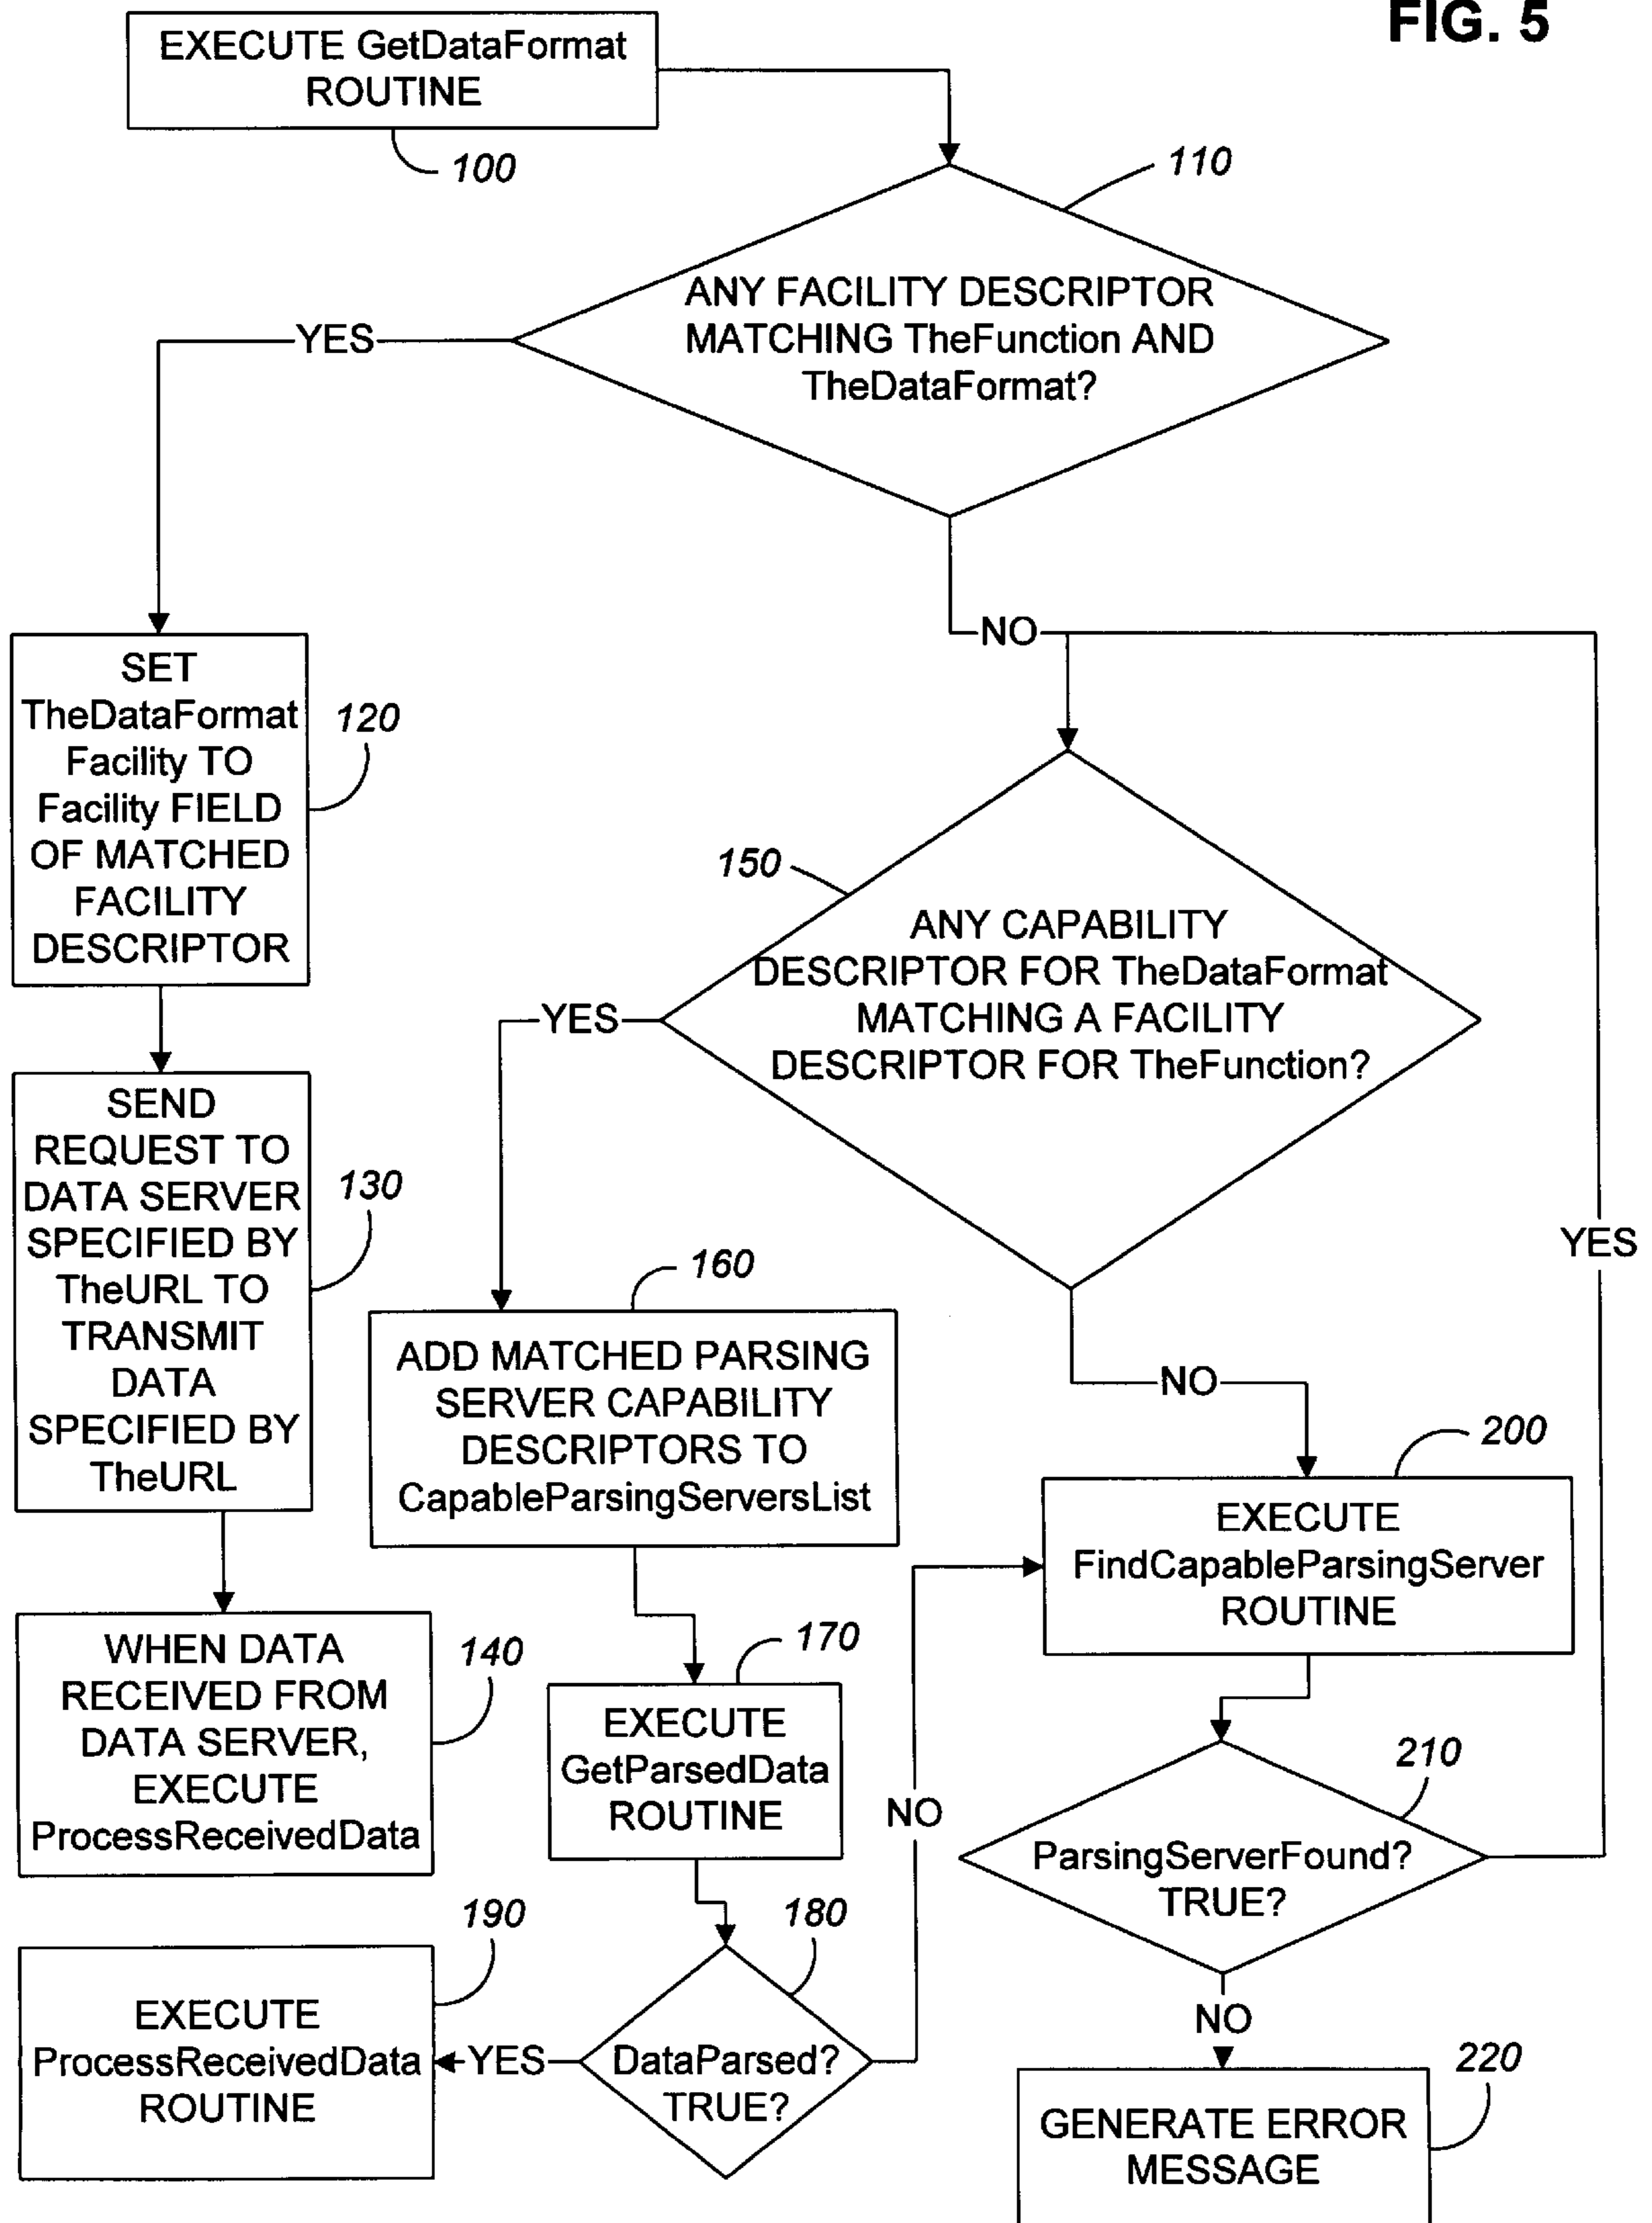 FIG. 5
EXECUTE GetDataFormat
ROUTINE
100
110
ANY FACILITY DESCRIPTOR
MATCHING TheFunction AND
TheDataFormat?
YES
NO
SET
TheDataFormat
Facility TO
Facility FIELD
OF MATCHED
FACILITY
DESCRIPTOR
120
SEND
REQUEST TO
DATA SERVER
SPECIFIED BY
TheURL TO
TRANSMIT
DATA
SPECIFIED BY
TheURL
130
WHEN DATA
RECEIVED FROM
DATA SERVER,
EXECUTE
ProcessReceivedData
140
150
ANY CAPABILITY
DESCRIPTOR FOR TheDataFormat
MATCHING A FACILITY
DESCRIPTOR FOR TheFunction?
YES
NO
160
ADD MATCHED PARSING
SERVER CAPABILITY
DESCRIPTORS TO
CapableParsingServersList
170
EXECUTE
GetParsedData
ROUTINE
180
DataParsed?
TRUE?
YES
NO
190
EXECUTE
ProcessReceivedData
ROUTINE
200
EXECUTE
FindCapableParsingServer
ROUTINE
210
ParsingServerFound?
TRUE?
YES
NO
220
GENERATE ERROR
MESSAGE